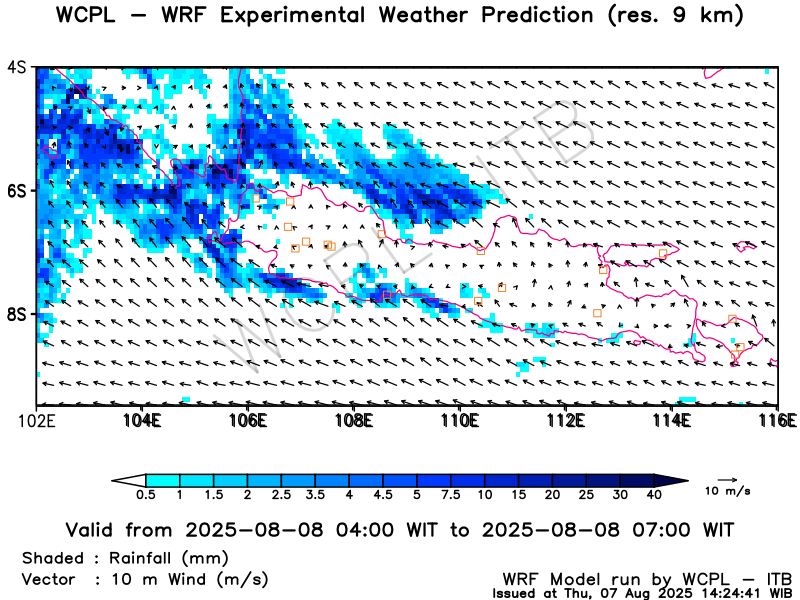 WCPL – WRF Experimental Weather Prediction (res. 9 km)
4S
6S
8S
WCPL-ITB
102E 104E 106E 108E 110E 112E 114E 116E
0.5 1 1.5 2 2.5 3.5 4 4.5 5 7.5 10 15 20 25 30 40
10 m/s
Valid from 2025-08-08 04:00 WIT to 2025-08-08 07:00 WIT
Shaded : Rainfall (mm)
Vector : 10 m Wind (m/s)
WRF Model run by WCPL – ITB
Issued at Thu, 07 Aug 2025 14:24:41 WIB